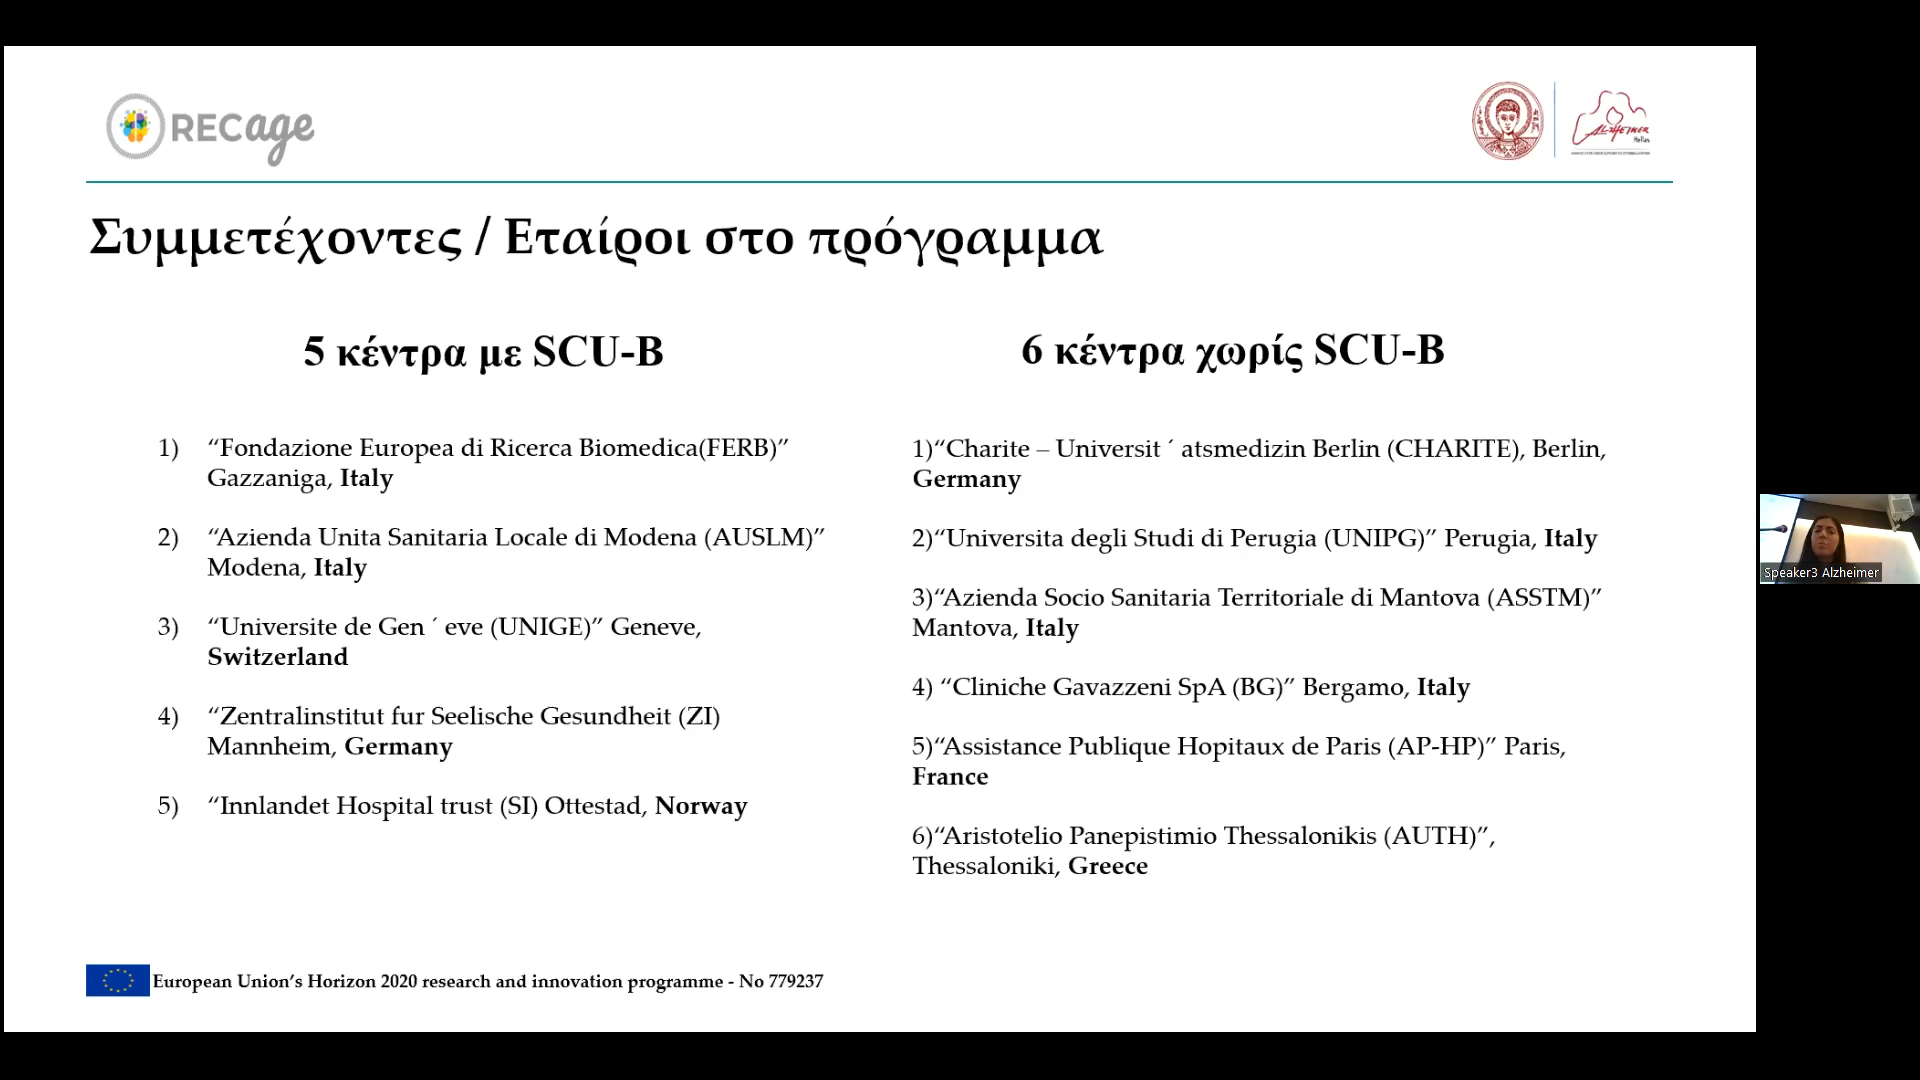 RECage
ALZHEIMER
Hellas
Συμμετέχοντες / Εταίροι στο πρόγραμμα
5 κέντρα με SCU-B
1) “Fondazione Europea di Ricerca Biomedica(FERB)”
Gazzaniga, Italy
2) “Azienda Unita Sanitaria Locale di Modena (AUSLM)”
Modena, Italy
3) “Universite de Gen ´ eve (UNIGE)” Geneve,
Switzerland
4) “Zentralinstitut fur Seelische Gesundheit (ZI)
Mannheim, Germany
5) “Innlandet Hospital trust (SI) Ottestad, Norway
6 κέντρα χωρίς SCU-B
1)“Charite – Universit ´ atsmedizin Berlin (CHARITE), Berlin,
Germany
2)“Universita degli Studi di Perugia (UNIPG)” Perugia, Italy
3)“Azienda Socio Sanitaria Territoriale di Mantova (ASSTM)”
Mantova, Italy
4) “Cliniche Gavazzeni SpA (BG)” Bergamo, Italy
5)“Assistance Publique Hopitaux de Paris (AP-HP)” Paris,
France
6)“Aristotelio Panepistimio Thessalonikis (AUTH)”,
Thessaloniki, Greece
European Union’s Horizon 2020 research and innovation programme - No 779237
Speaker3 Alzheimer